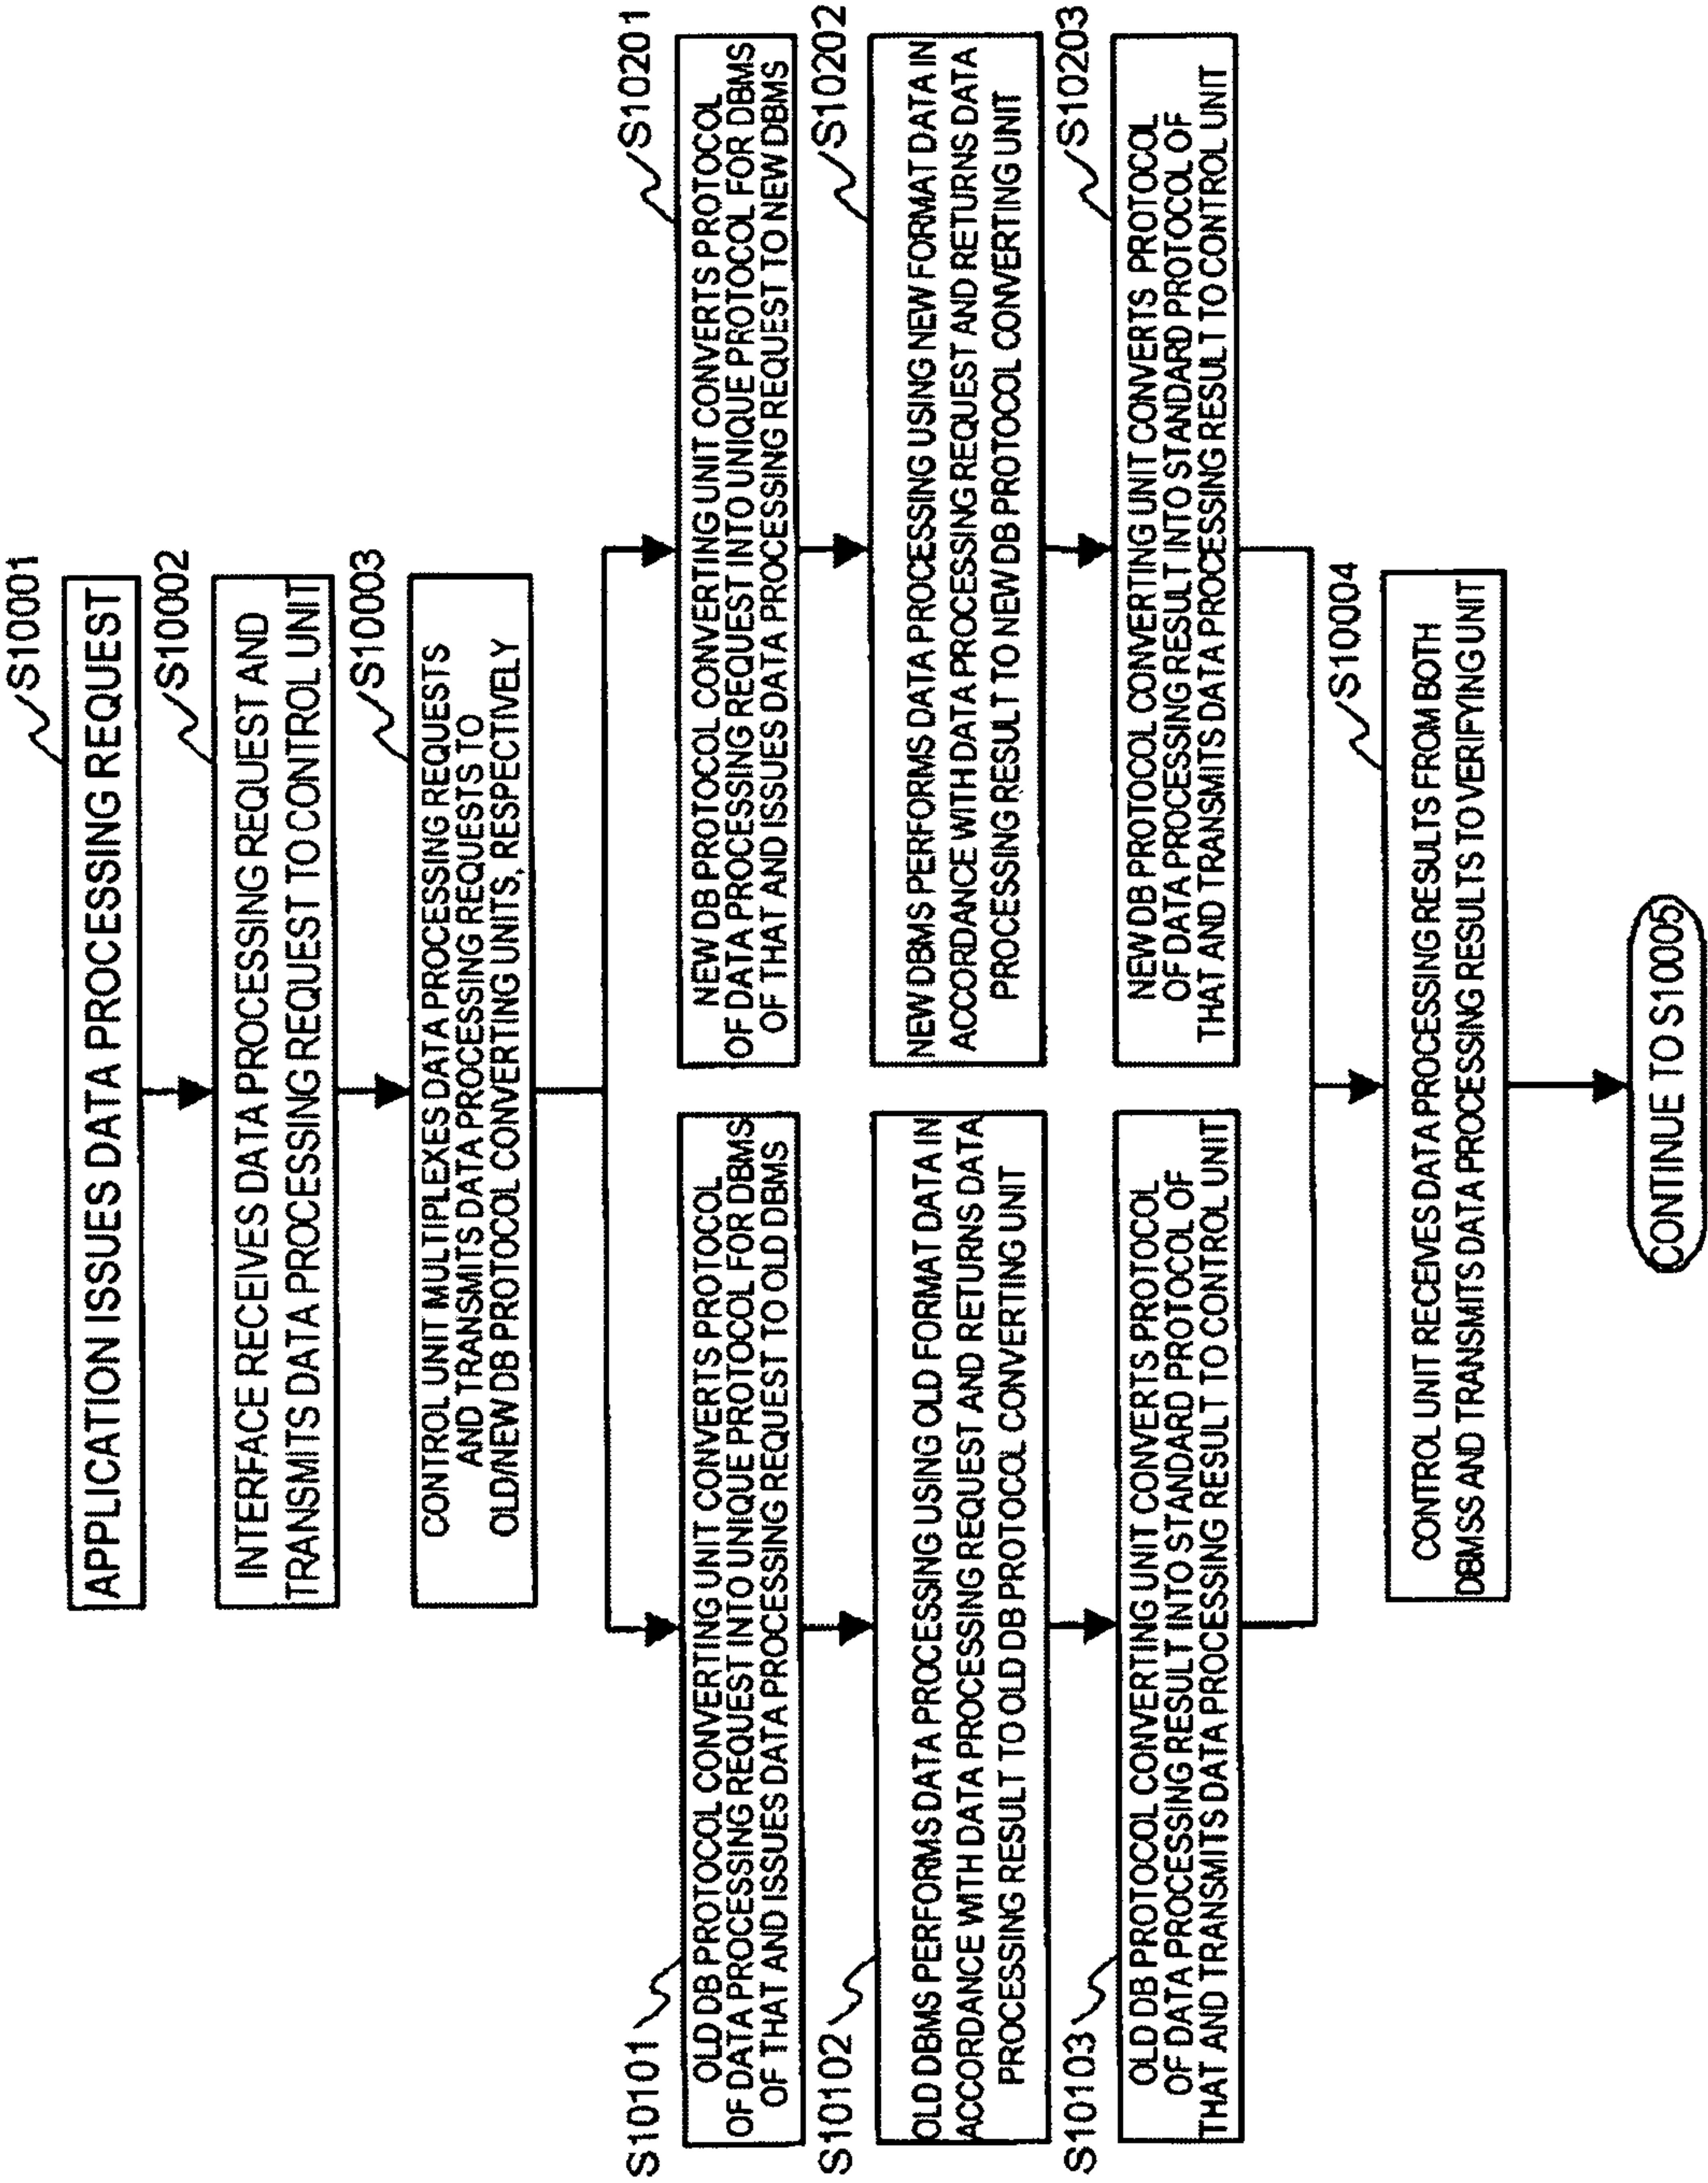 S10001
APPLICATION ISSUES DATA PROCESSING REQUEST
S10002
INTERFACE RECEIVES DATA PROCESSING REQUEST AND
TRANSMITS DATA PROCESSING REQUEST TO CONTROL UNIT
S10003
CONTROL UNIT MULTIPLEXES DATA PROCESSING REQUESTS
AND TRANSMITS DATA PROCESSING REQUESTS TO
OLD/NEW DB PROTOCOL CONVERTING UNITS, RESPECTIVELY
S10101
OLD DB PROTOCOL CONVERTING UNIT CONVERTS PROTOCOL
OF DATA PROCESSING REQUEST INTO UNIQUE PROTOCOL FOR DBMS
OF THAT AND ISSUES DATA PROCESSING REQUEST TO OLD DBMS
S10102
OLD DBMS PERFORMS DATA PROCESSING USING OLD FORMAT DATA IN
ACCORDANCE WITH DATA PROCESSING REQUEST AND RETURNS DATA
PROCESSING RESULT TO OLD DB PROTOCOL CONVERTING UNIT
S10103
OLD DB PROTOCOL CONVERTING UNIT CONVERTS PROTOCOL
OF DATA PROCESSING RESULT INTO STANDARD PROTOCOL OF
THAT AND TRANSMITS DATA PROCESSING RESULT TO CONTROL UNIT
S10201
NEW DB PROTOCOL CONVERTING UNIT CONVERTS PROTOCOL
OF DATA PROCESSING REQUEST INTO UNIQUE PROTOCOL FOR DBMS
OF THAT AND ISSUES DATA PROCESSING REQUEST TO NEW DBMS
S10202
NEW DBMS PERFORMS DATA PROCESSING USING NEW FORMAT DATA IN
ACCORDANCE WITH DATA PROCESSING REQUEST AND RETURNS DATA
PROCESSING RESULT TO NEW DB PROTOCOL CONVERTING UNIT
S10203
NEW DB PROTOCOL CONVERTING UNIT CONVERTS PROTOCOL
OF DATA PROCESSING RESULT INTO STANDARD PROTOCOL OF
THAT AND TRANSMITS DATA PROCESSING RESULT TO CONTROL UNIT
S10004
CONTROL UNIT RECEIVES DATA PROCESSING RESULTS FROM BOTH
DBMSS AND TRANSMITS DATA PROCESSING RESULTS TO VERIFYING UNIT
CONTINUE TO S10005